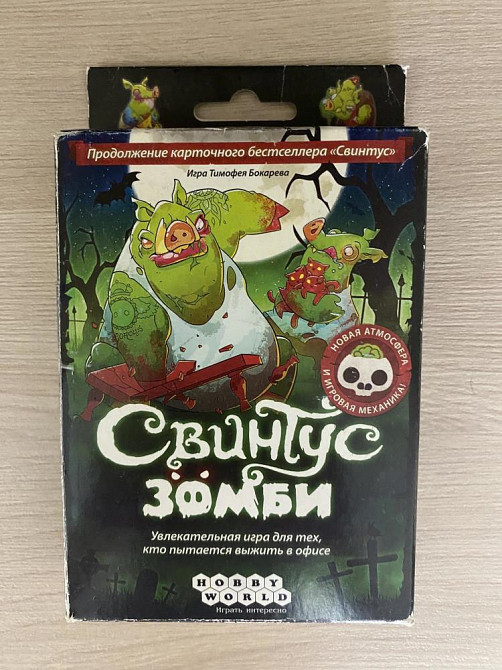 Продолжение карточного бестселлера «Свинтус»
Игра Тимофея Бокарева
НОВАЯ АТМОСФЕРА
И ИГРОВАЯ МЕХАНИКА!
Свинтус
ЗОМБИ
Увлекательная игра для тех,
кто пытается выжить в офисе
HOBBY
WORLD
Играть интересно